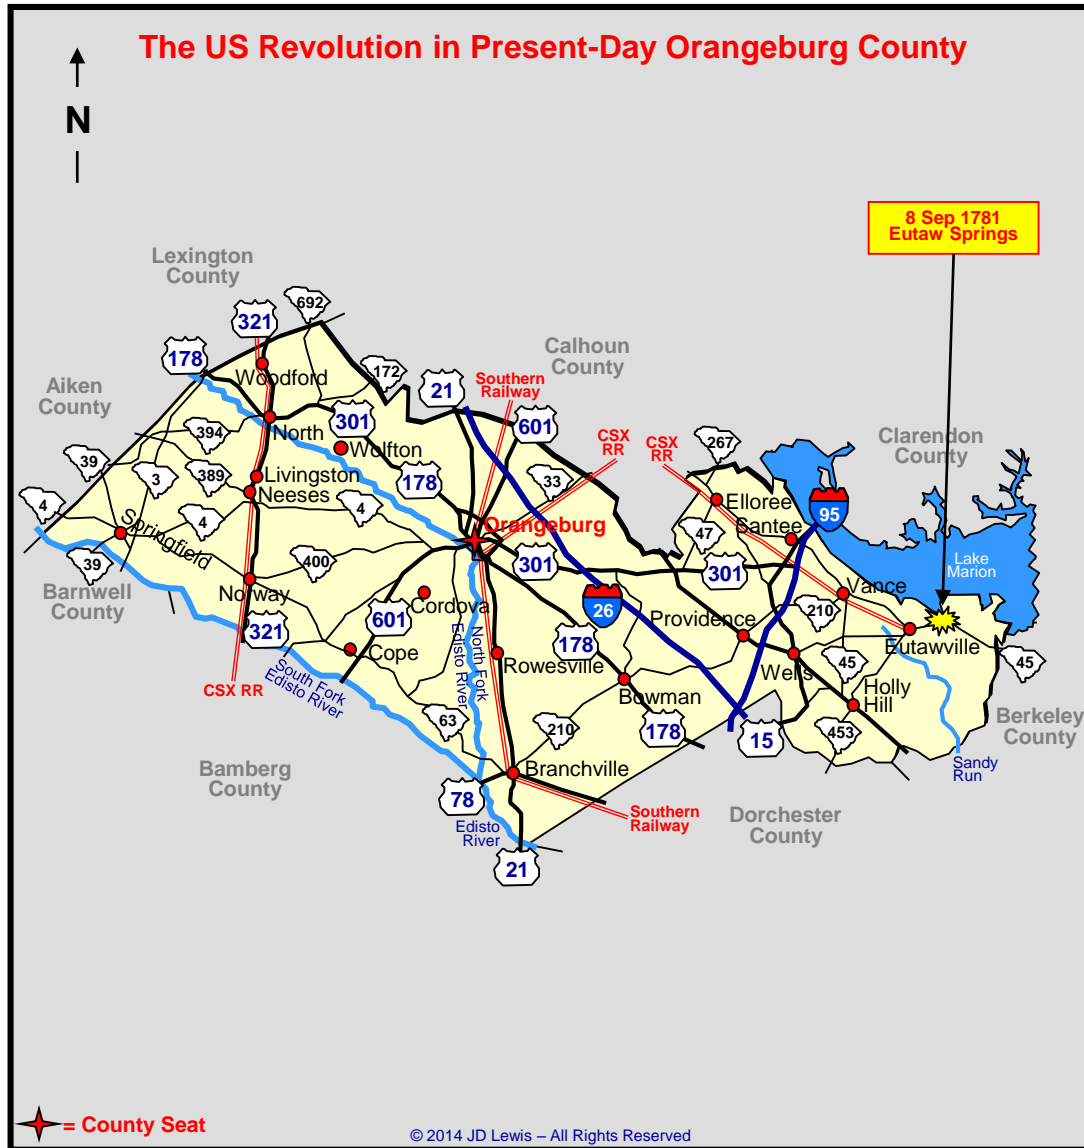 The US Revolution in Present-Day Orangeburg County
N
8 Sep 1781
Eutaw Springs
Lexington
County
692
321
178
Woodford
172
Calhoun
County
21
Southern
Railway
601
Aiken
County
394
North
301
Wolfton
CSX
RR
CSX
RR
267
Clarendon
County
39
3
389
Livingston
Neeses
178
33
Elloree
4
4
4
Santee
95
Springfield
Orangeburg
47
39
400
301
301
Lake
Marion
Barnwell
County
Norway
Cordova
26
Vance
601
Providence
210
321
178
Eutawville
South Fork
Edisto River
Cope
North Fork
Edisto River
Rowesville
Wells
45
45
CSX RR
Bowman
Holly
Hill
63
210
178
15
453
Berkeley
County
Bamberg
County
Branchville
Sandy
Run
78
Edisto
River
Southern
Railway
Dorchester
County
21
= County Seat
© 2014 JD Lewis – All Rights Reserved